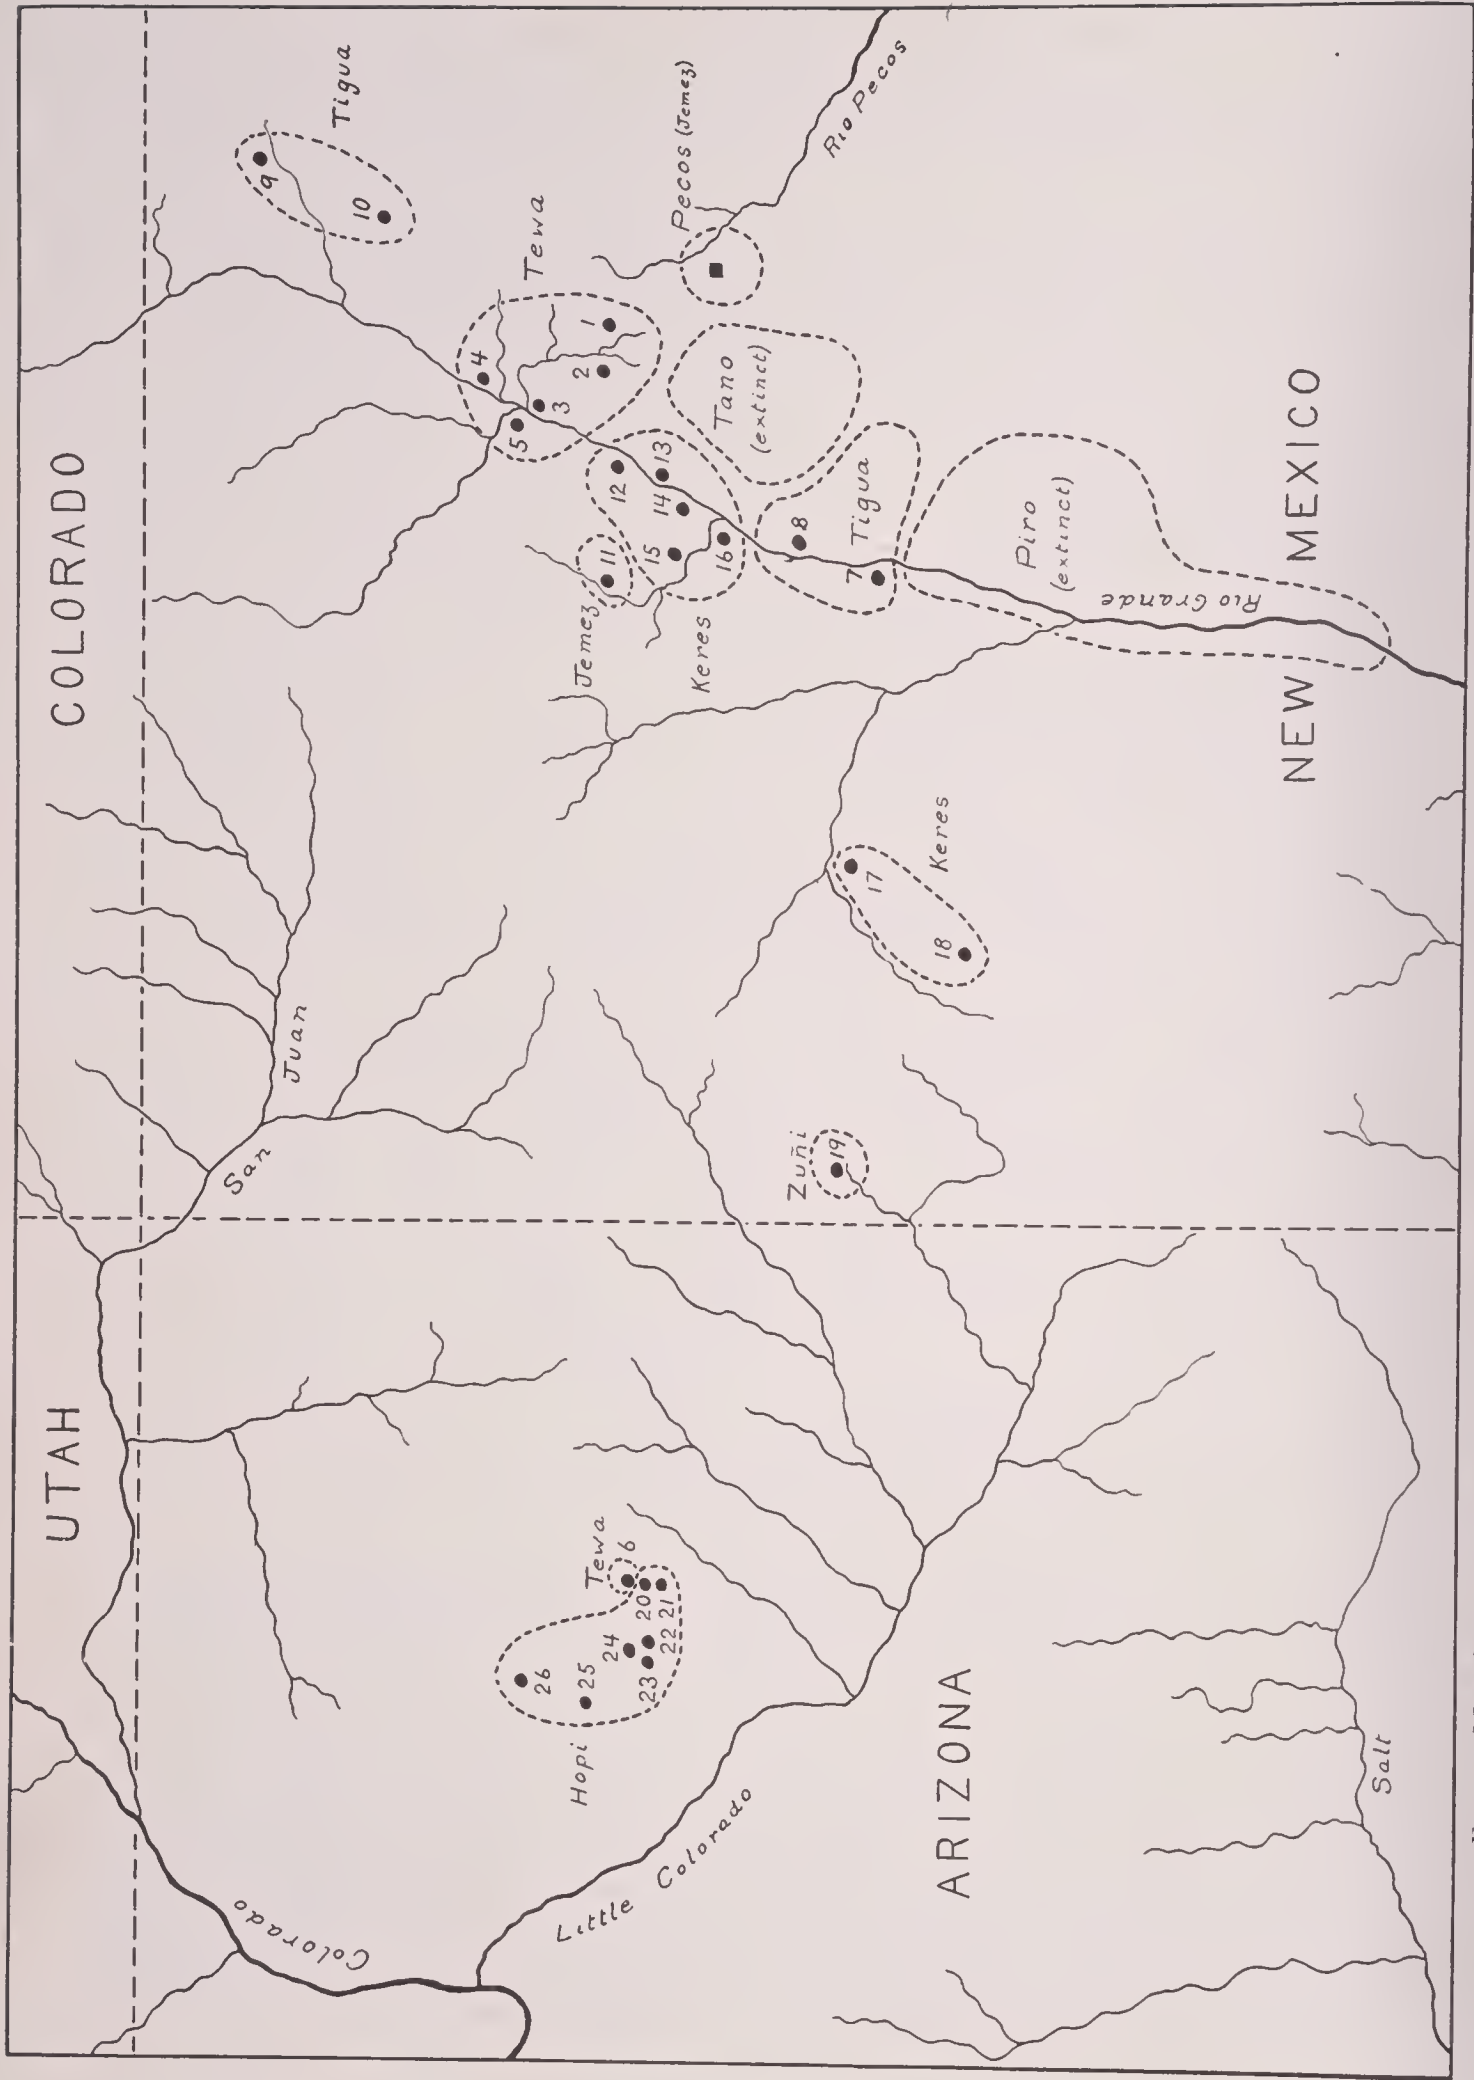 UTAH
COLORADO
San
Juan
Colorado
Tigua
9
10
Tewa
4
5
3
2
1
Pecos (Jemez)
Rio Pecos
Tano
(extinct)
Jemez
11
12
13
14
15
16
Keres
8
7
Tigua
Piro
(extinct)
Rio Grande
Hopi
26
25
24
23
22
21
20
Tewa
6
Zuñi
19
17
18
Keres
Little Colorado
ARIZONA
NEW MEXICO
Salt